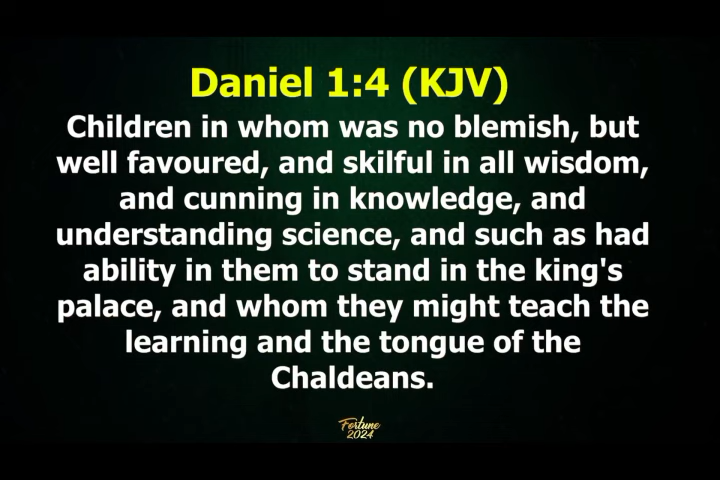 Daniel 1:4 (KJV)
Children in whom was no blemish, but
well favoured, and skilful in all wisdom,
and cunning in knowledge, and
understanding science, and such as had
ability in them to stand in the king's
palace, and whom they might teach the
learning and the tongue of the
Chaldeans.
Fortune
2024